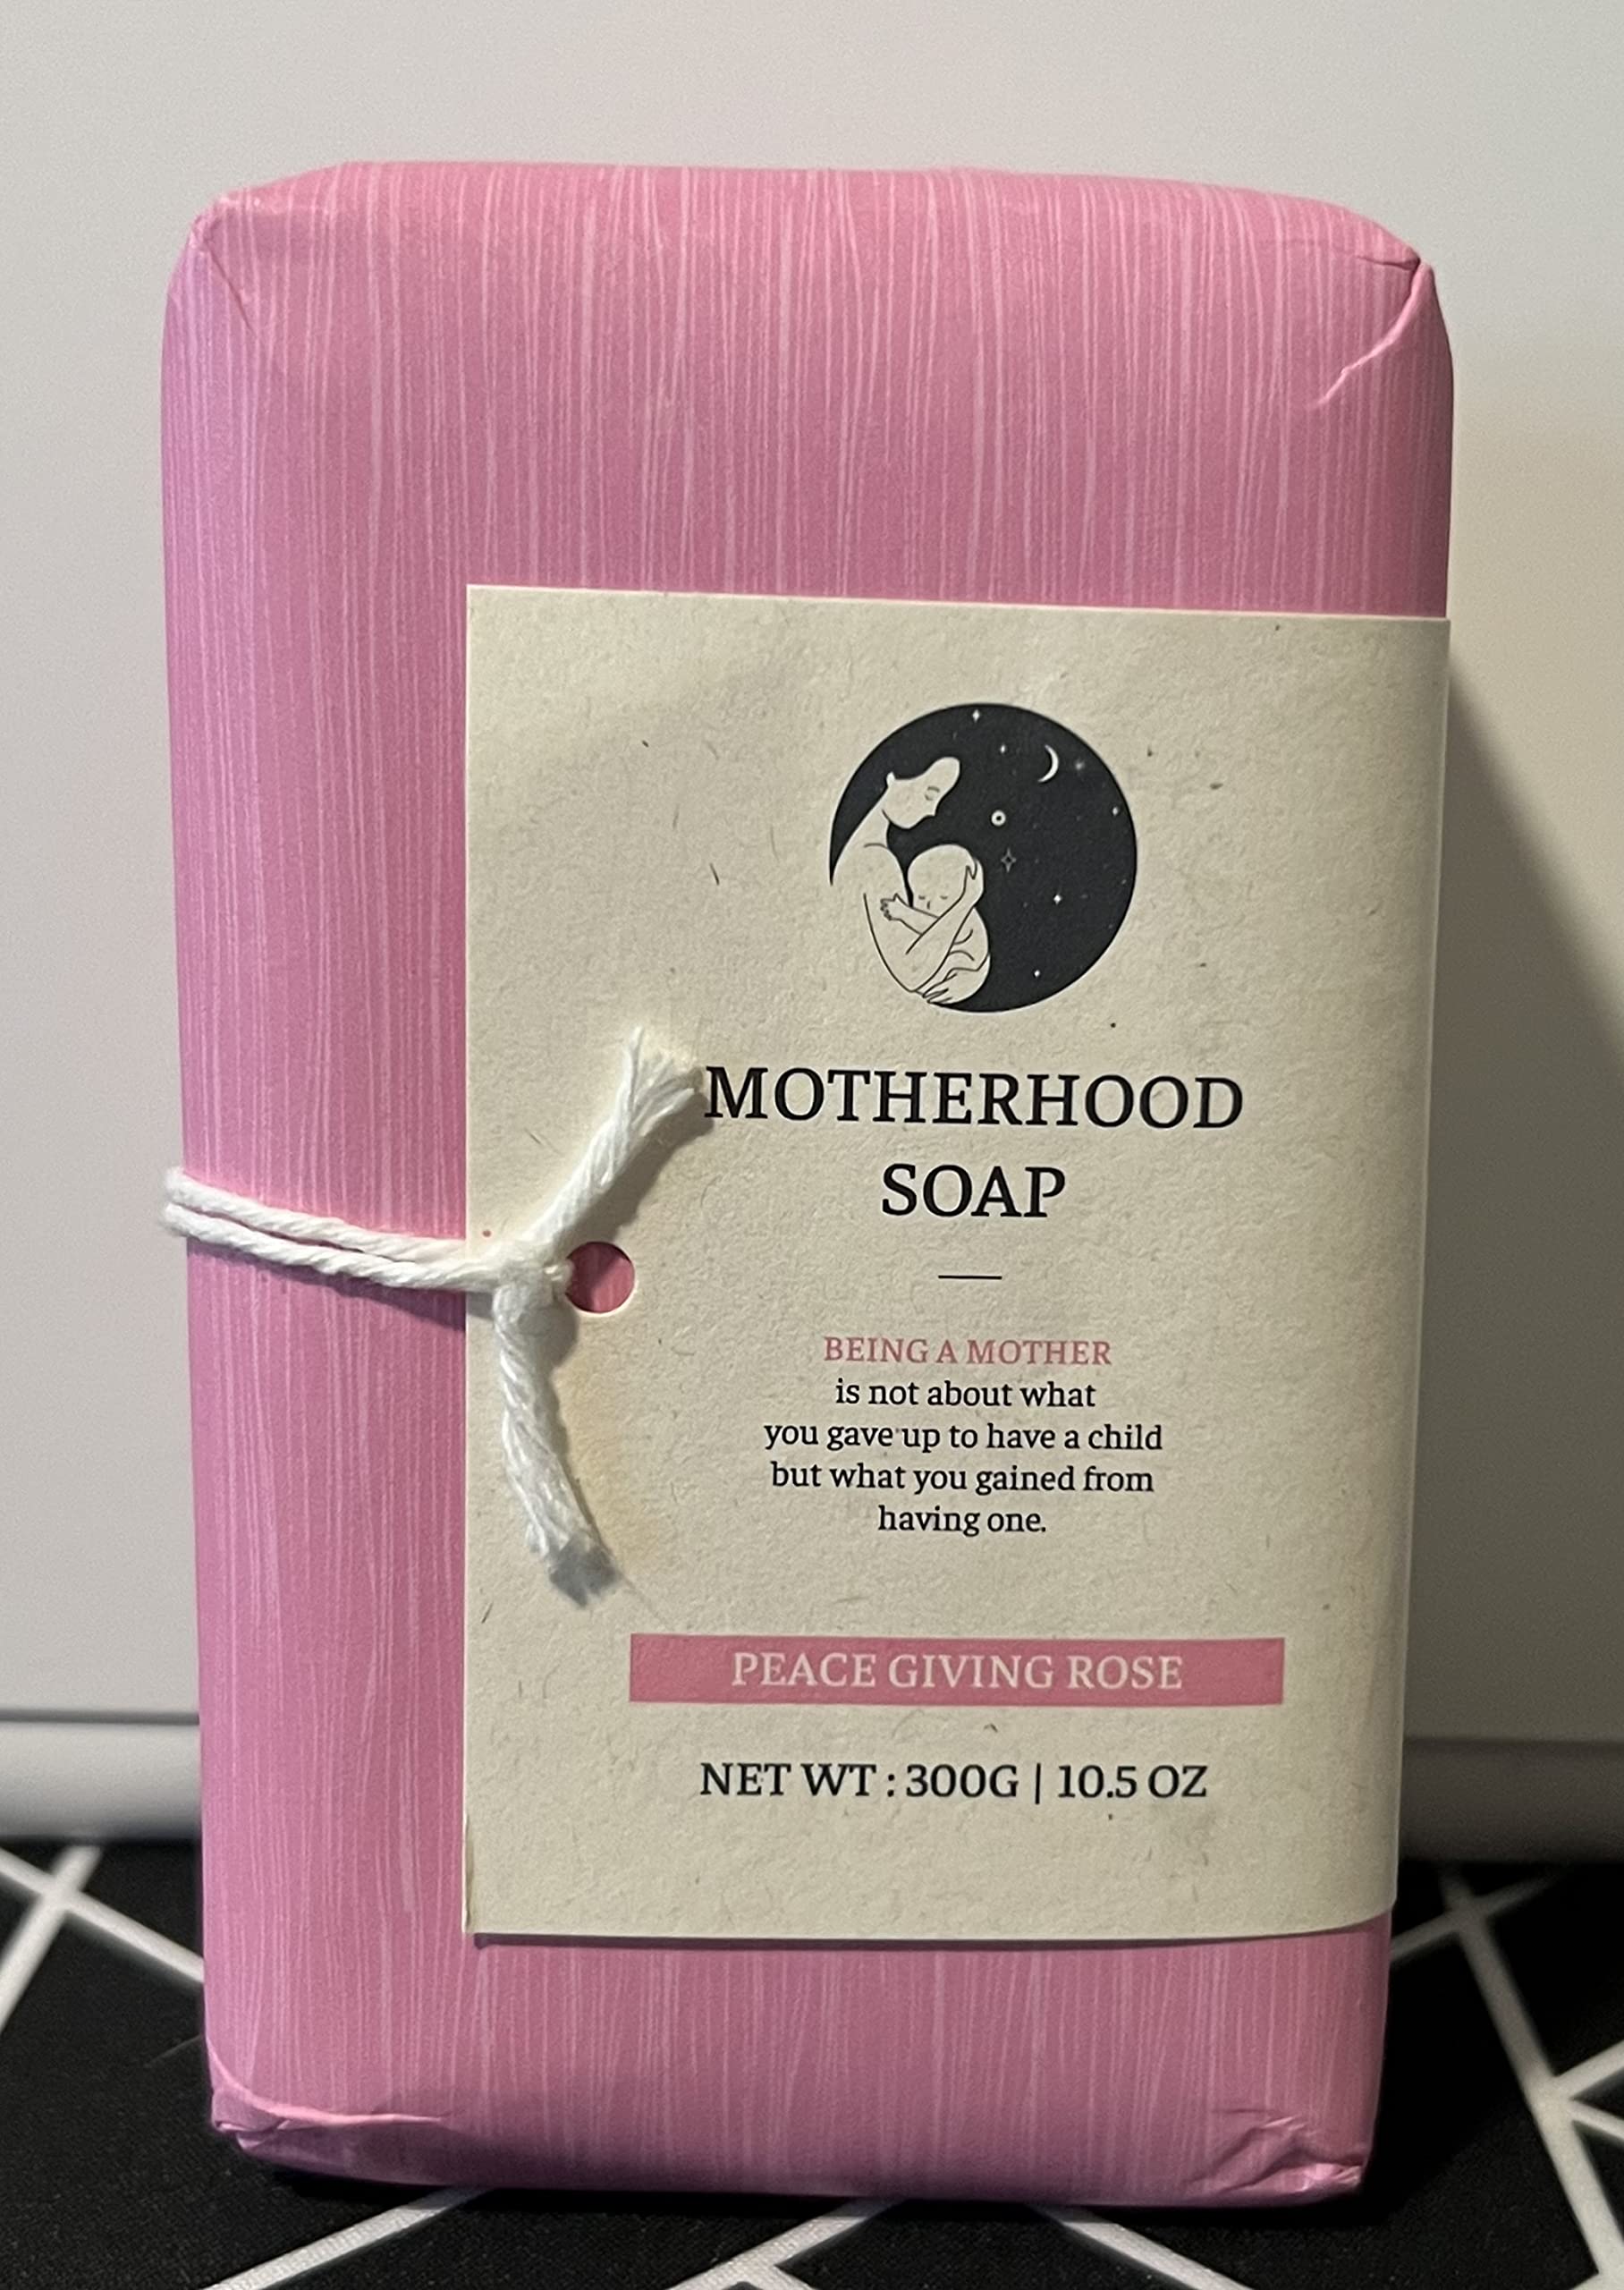 MOTHERHOOD
SOAP
BEING A MOTHER
is not about what
you gave up to have a child
but what you gained from
having one.
PEACE GIVING ROSE
NET WT : 300G | 10.5 OZ